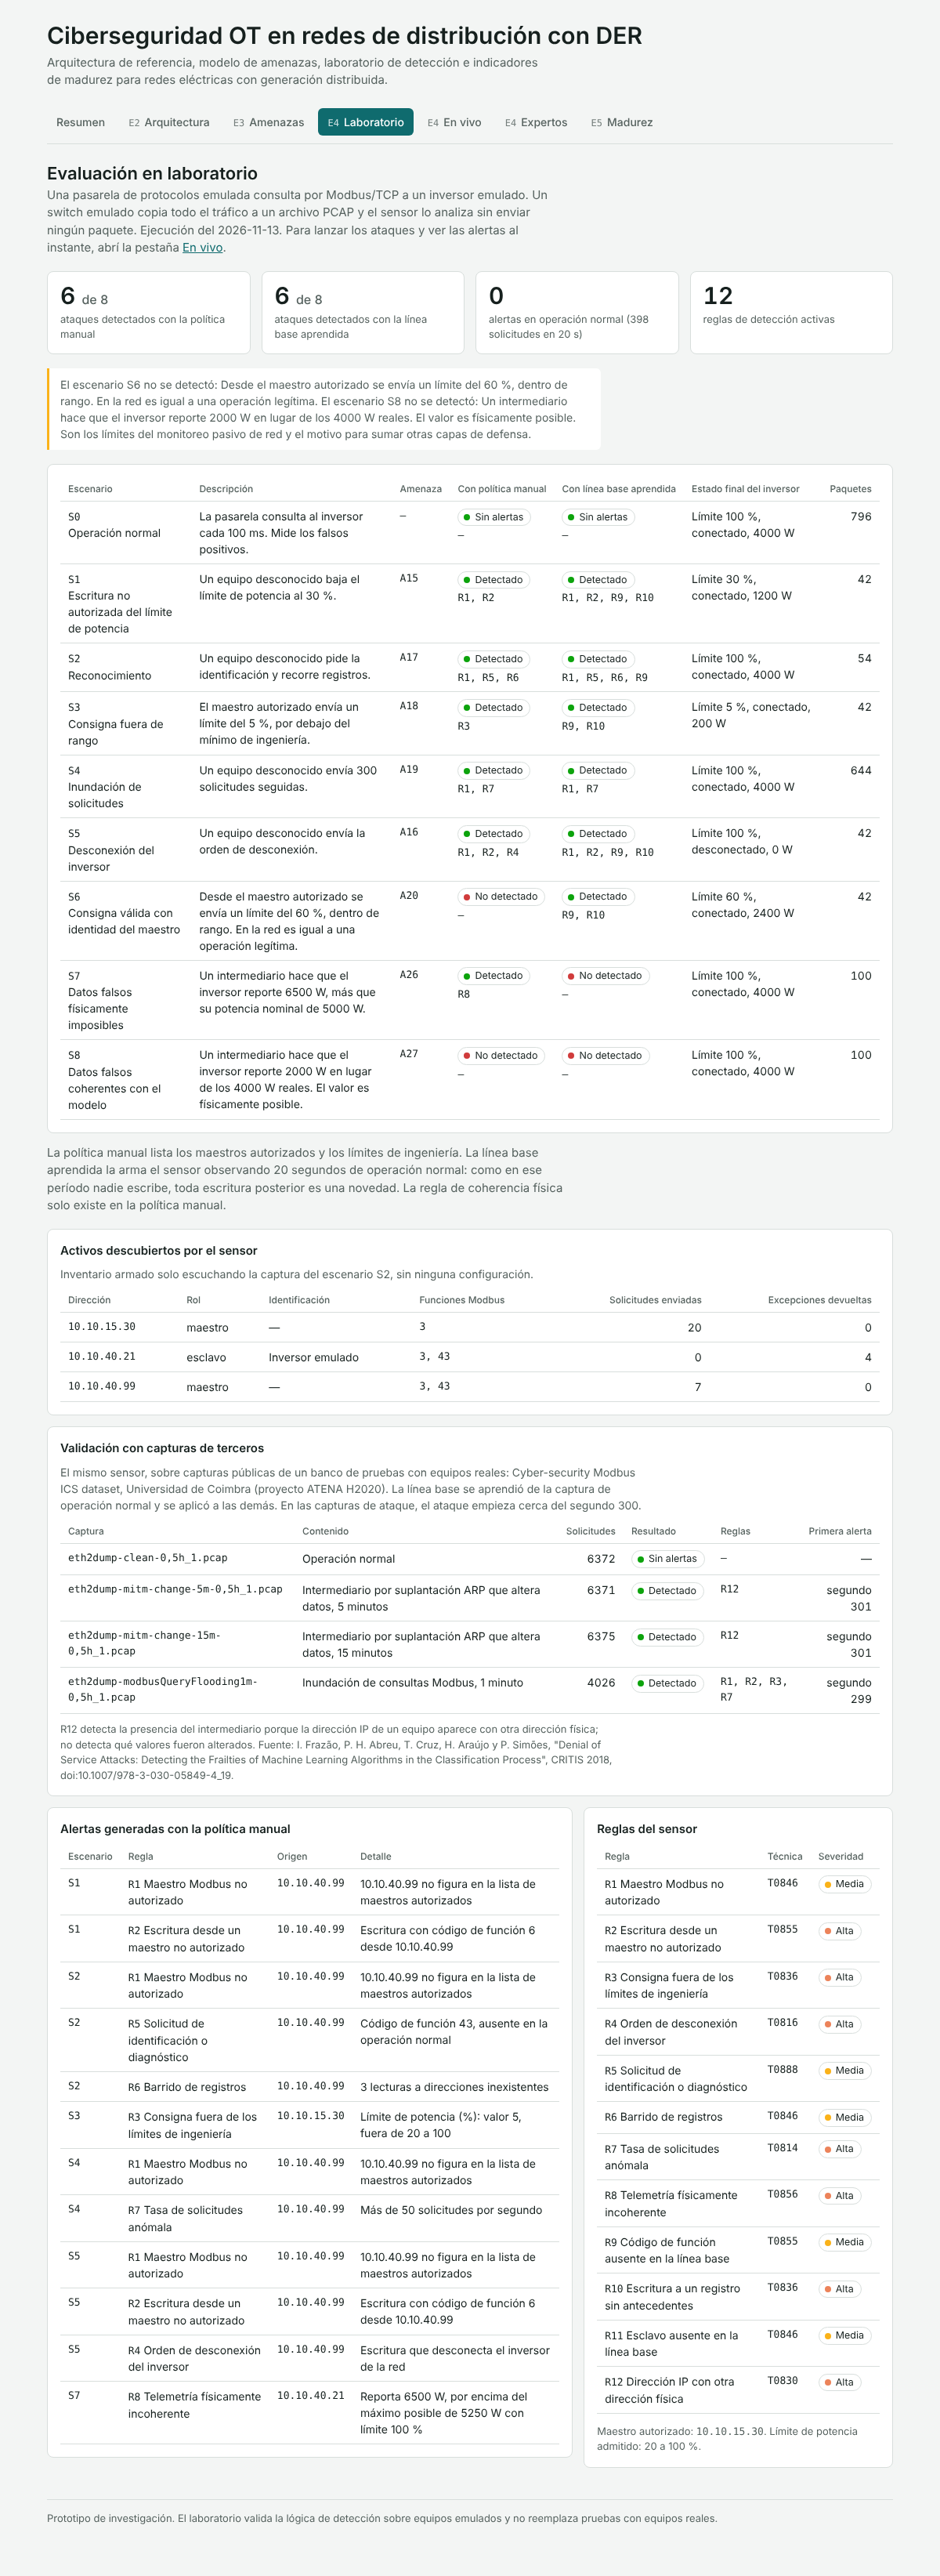 Ciberseguridad OT en redes de distribución con DER
Arquitectura de referencia, modelo de amenazas, laboratorio de detección e indicadores
de madurez para redes eléctricas con generación distribuida.
Resumen E2 Arquitectura E3 Amenazas E4 Laboratorio E4 En vivo E4 Expertos E5 Madurez
Evaluación en laboratorio
Una pasarela de protocolos emulada consulta por Modbus/TCP a un inversor emulado. Un
switch emulado copia todo el tráfico a un archivo PCAP y el sensor lo analiza sin enviar
ningún paquete. Ejecución del 2026-11-13. Para lanzar los ataques y ver las alertas al
instante, abrí la pestaña En vivo.
6 de 8
ataques detectados con la política
manual
6 de 8
ataques detectados con la línea
base aprendida
0
alertas en operación normal (398
solicitudes en 20 s)
12
reglas de detección activas
El escenario S6 no se detectó: Desde el maestro autorizado se envía un límite del 60 %, dentro de
rango. En la red es igual a una operación legítima. El escenario S8 no se detectó: Un intermediario
hace que el inversor reporte 2000 W en lugar de los 4000 W reales. El valor es físicamente posible.
Son los límites del monitoreo pasivo de red y el motivo para sumar otras capas de defensa.
Escenario Descripción Amenaza Con política manual Con línea base aprendida Estado final del inversor Paquetes
S0
Operación normal
La pasarela consulta al inversor
cada 100 ms. Mide los falsos
positivos.
–
Sin alertas
–
Sin alertas
–
Límite 100 %,
conectado, 4000 W
796
S1
Escritura no
autorizada del límite
de potencia
Un equipo desconocido baja el
límite de potencia al 30 %.
A15
Detectado
R1, R2
Detectado
R1, R2, R9, R10
Límite 30 %,
conectado, 1200 W
42
S2
Reconocimiento
Un equipo desconocido pide la
identificación y recorre registros.
A17
Detectado
R1, R5, R6
Detectado
R1, R5, R6, R9
Límite 100 %,
conectado, 4000 W
54
S3
Consigna fuera de
rango
El maestro autorizado envía un
límite del 5 %, por debajo del
mínimo de ingeniería.
A18
Detectado
R3
Detectado
R9, R10
Límite 5 %, conectado,
200 W
42
S4
Inundación de
solicitudes
Un equipo desconocido envía 300
solicitudes seguidas.
A19
Detectado
R1, R7
Detectado
R1, R7
Límite 100 %,
conectado, 4000 W
644
S5
Desconexión del
inversor
Un equipo desconocido envía la
orden de desconexión.
A16
Detectado
R1, R2, R4
Detectado
R1, R2, R9, R10
Límite 100 %,
desconectado, 0 W
42
S6
Consigna válida con
identidad del maestro
Desde el maestro autorizado se
envía un límite del 60 %, dentro de
rango. En la red es igual a una
operación legítima.
A20
No detectado
–
Detectado
R9, R10
Límite 60 %,
conectado, 2400 W
42
S7
Datos falsos
físicamente
imposibles
Un intermediario hace que el
inversor reporte 6500 W, más que
su potencia nominal de 5000 W.
A26
Detectado
R8
No detectado
–
Límite 100 %,
conectado, 4000 W
100
S8
Datos falsos
coherentes con el
modelo
Un intermediario hace que el
inversor reporte 2000 W en lugar
de los 4000 W reales. El valor es
físicamente posible.
A27
No detectado
–
No detectado
–
Límite 100 %,
conectado, 4000 W
100
La política manual lista los maestros autorizados y los límites de ingeniería. La línea base
aprendida la arma el sensor observando 20 segundos de operación normal: como en ese
período nadie escribe, toda escritura posterior es una novedad. La regla de coherencia física
solo existe en la política manual.
Activos descubiertos por el sensor
Inventario armado solo escuchando la captura del escenario S2, sin ninguna configuración.
Dirección Rol Identificación Funciones Modbus Solicitudes enviadas Excepciones devueltas
10.10.15.30 maestro — 3 20 0
10.10.40.21 esclavo Inversor emulado 3, 43 0 4
10.10.40.99 maestro — 3, 43 7 0
Validación con capturas de terceros
El mismo sensor, sobre capturas públicas de un banco de pruebas con equipos reales: Cyber-security Modbus
ICS dataset, Universidad de Coimbra (proyecto ATENA H2020). La línea base se aprendió de la captura de
operación normal y se aplicó a las demás. En las capturas de ataque, el ataque empieza cerca del segundo 300.
Captura Contenido Solicitudes Resultado Reglas Primera alerta
eth2dump-clean-0,5h_1.pcap Operación normal 6372 Sin alertas – —
eth2dump-mitm-change-5m-0,5h_1.pcap
Intermediario por suplantación ARP que altera
datos, 5 minutos
6371 Detectado R12
segundo
301
eth2dump-mitm-change-15m-
0,5h_1.pcap
Intermediario por suplantación ARP que altera
datos, 15 minutos
6375 Detectado R12
segundo
301
eth2dump-modbusQueryFlooding1m-
0,5h_1.pcap
Inundación de consultas Modbus, 1 minuto
4026 Detectado
R1, R2, R3,
R7
segundo
299
R12 detecta la presencia del intermediario porque la dirección IP de un equipo aparece con otra dirección física;
no detecta qué valores fueron alterados. Fuente: I. Frazão, P. H. Abreu, T. Cruz, H. Araújo y P. Simões, "Denial of
Service Attacks: Detecting the Frailties of Machine Learning Algorithms in the Classification Process", CRITIS 2018,
doi:10.1007/978-3-030-05849-4_19.
Alertas generadas con la política manual
Escenario Regla Origen Detalle
S1
R1 Maestro Modbus no
autorizado
10.10.40.99
10.10.40.99 no figura en la lista de
maestros autorizados
S1
R2 Escritura desde un
maestro no autorizado
10.10.40.99
Escritura con código de función 6
desde 10.10.40.99
S2
R1 Maestro Modbus no
autorizado
10.10.40.99
10.10.40.99 no figura en la lista de
maestros autorizados
S2
R5 Solicitud de
identificación o
diagnóstico
10.10.40.99
Código de función 43, ausente en la
operación normal
S2 R6 Barrido de registros 10.10.40.99 3 lecturas a direcciones inexistentes
S3
R3 Consigna fuera de los
límites de ingeniería
10.10.15.30
Límite de potencia (%): valor 5,
fuera de 20 a 100
S4
R1 Maestro Modbus no
autorizado
10.10.40.99
10.10.40.99 no figura en la lista de
maestros autorizados
S4
R7 Tasa de solicitudes
anómala
10.10.40.99
Más de 50 solicitudes por segundo
S5
R1 Maestro Modbus no
autorizado
10.10.40.99
10.10.40.99 no figura en la lista de
maestros autorizados
S5
R2 Escritura desde un
maestro no autorizado
10.10.40.99
Escritura con código de función 6
desde 10.10.40.99
S5
R4 Orden de desconexión
del inversor
10.10.40.99
Escritura que desconecta el inversor
de la red
S7
R8 Telemetría físicamente
incoherente
10.10.40.21
Reporta 6500 W, por encima del
máximo posible de 5250 W con
límite 100 %
Reglas del sensor
Regla Técnica Severidad
R1 Maestro Modbus no
autorizado
T0846 Media
R2 Escritura desde un
maestro no autorizado
T0855 Alta
R3 Consigna fuera de los
límites de ingeniería
T0836 Alta
R4 Orden de desconexión
del inversor
T0816 Alta
R5 Solicitud de
identificación o diagnóstico
T0888 Media
R6 Barrido de registros T0846 Media
R7 Tasa de solicitudes
anómala
T0814 Alta
R8 Telemetría físicamente
incoherente
T0856 Alta
R9 Código de función
ausente en la línea base
T0855 Media
R10 Escritura a un registro
sin antecedentes
T0836 Alta
R11 Esclavo ausente en la
línea base
T0846 Media
R12 Dirección IP con otra
dirección física
T0830 Alta
Maestro autorizado: 10.10.15.30. Límite de potencia
admitido: 20 a 100 %.
Prototipo de investigación. El laboratorio valida la lógica de detección sobre equipos emulados y no reemplaza pruebas con equipos reales.